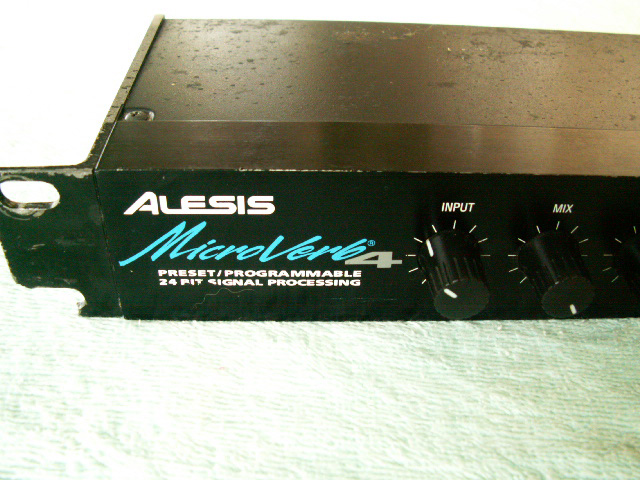 ALESIS
MicroVerb® 4
PRESET/PROGRAMMABLE
24 BIT SIGNAL PROCESSING
INPUT
MIX